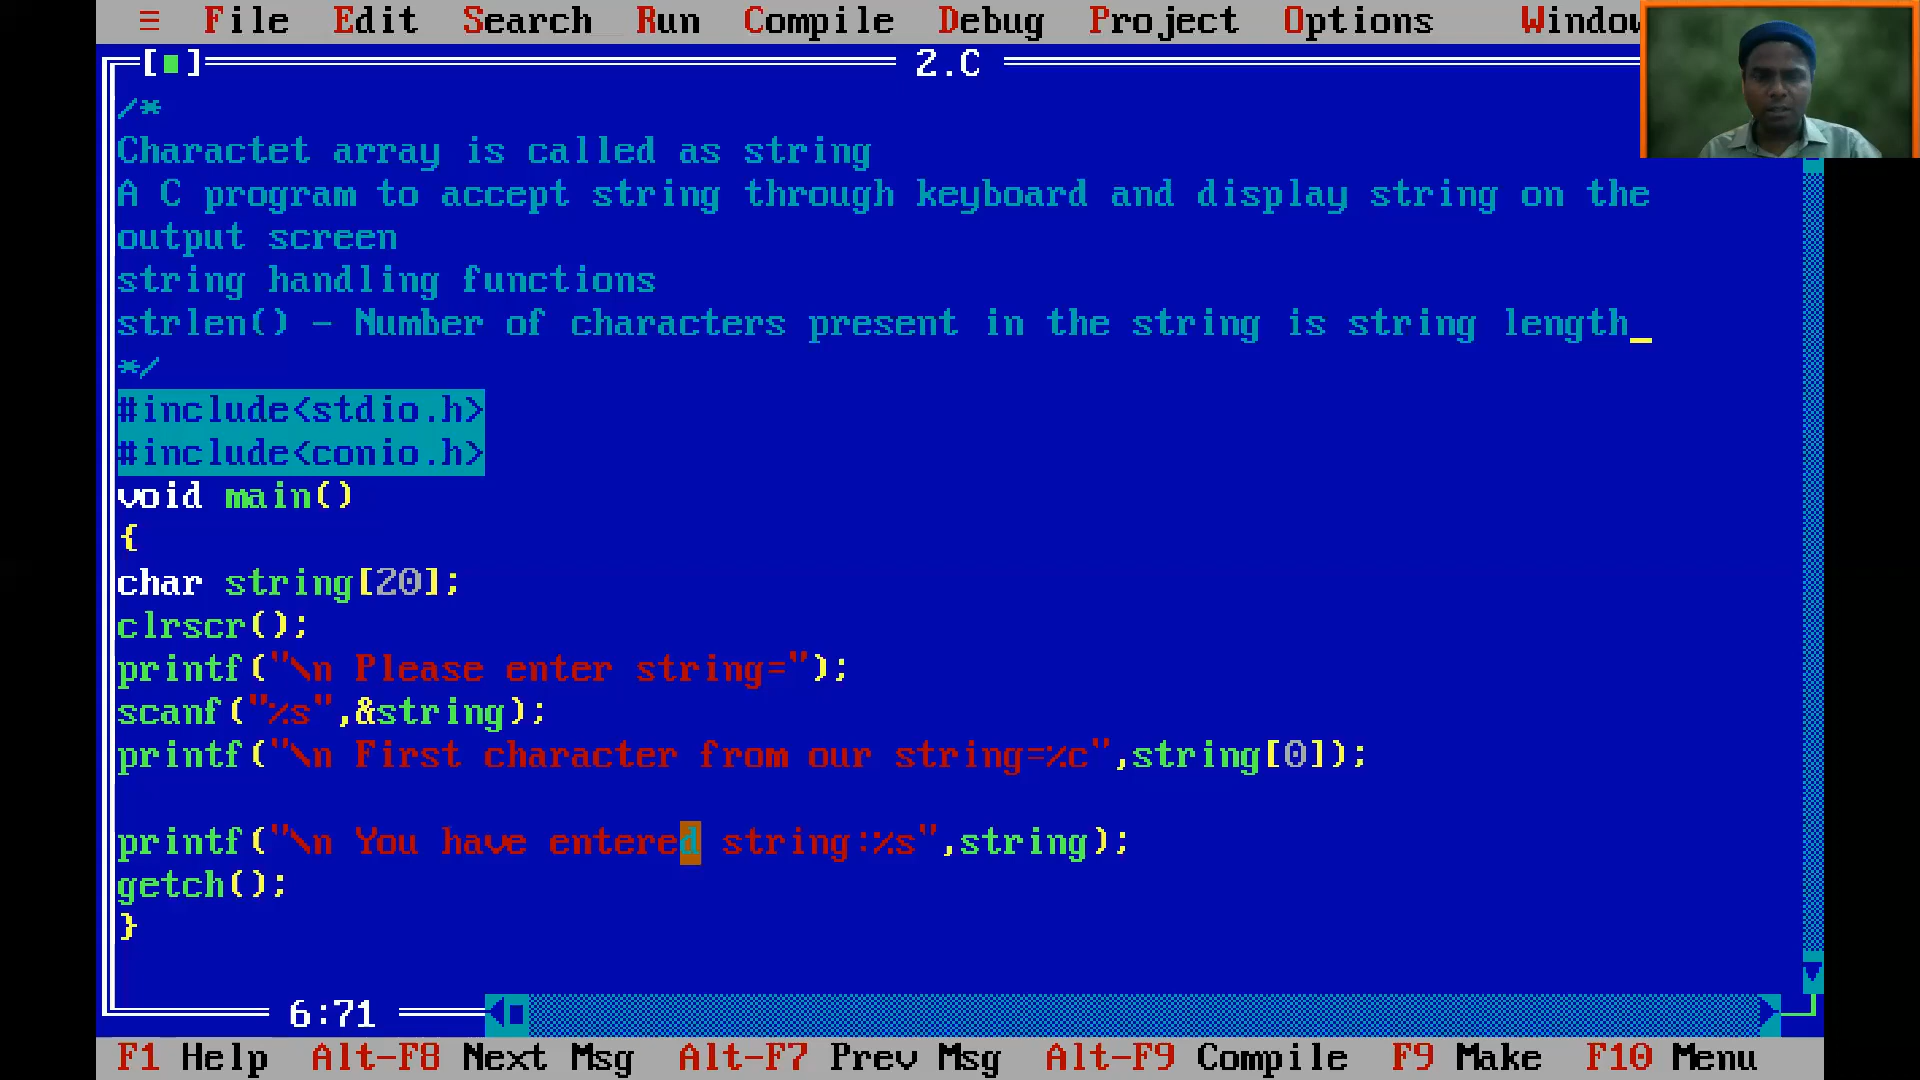 ≡ File Edit Search Run Compile Debug Project Options Window
[■] 2.C
/*
Charactet array is called as string
A C program to accept string through keyboard and display string on the
output screen
string handling functions
strlen() - Number of characters present in the string is string length_
*/
#include<stdio.h>
#include<conio.h>
void main()
{
char string[20];
clrscr();
printf("\n Please enter string=");
scanf("%s",&string);
printf("\n First character from our string=%c",string[0]);
printf("\n You have entered string:%s",string);
getch();
}
6:71
F1 Help Alt-F8 Next Msg Alt-F7 Prev Msg Alt-F9 Compile F9 Make F10 Menu